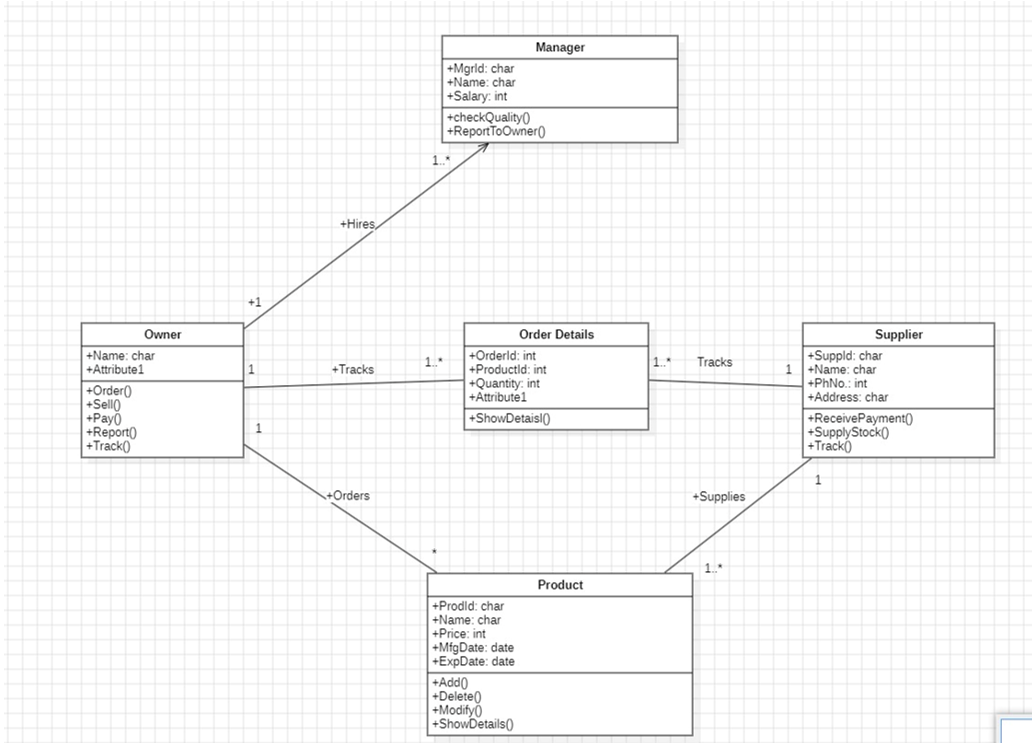 Manager
+MgrId: char
+Name: char
+Salary: int
+checkQuality()
+ReportToOwner()
1..*
+Hires
+1
Owner
+Name: char
+Attribute1
+Order()
+Sell()
+Pay()
+Report()
+Track()
1
+Tracks
1..*
Order Details
+OrderId: int
+ProductId: int
+Quantity: int
+Attribute1
+ShowDetaisl()
1..*
Tracks
1
Supplier
+SuppId: char
+Name: char
+PhNo.: int
+Address: char
+ReceivePayment()
+SupplyStock()
+Track()
1
+Orders
*
1
+Supplies
1..*
Product
+ProdId: char
+Name: char
+Price: int
+MfgDate: date
+ExpDate: date
+Add()
+Delete()
+Modify()
+ShowDetails()